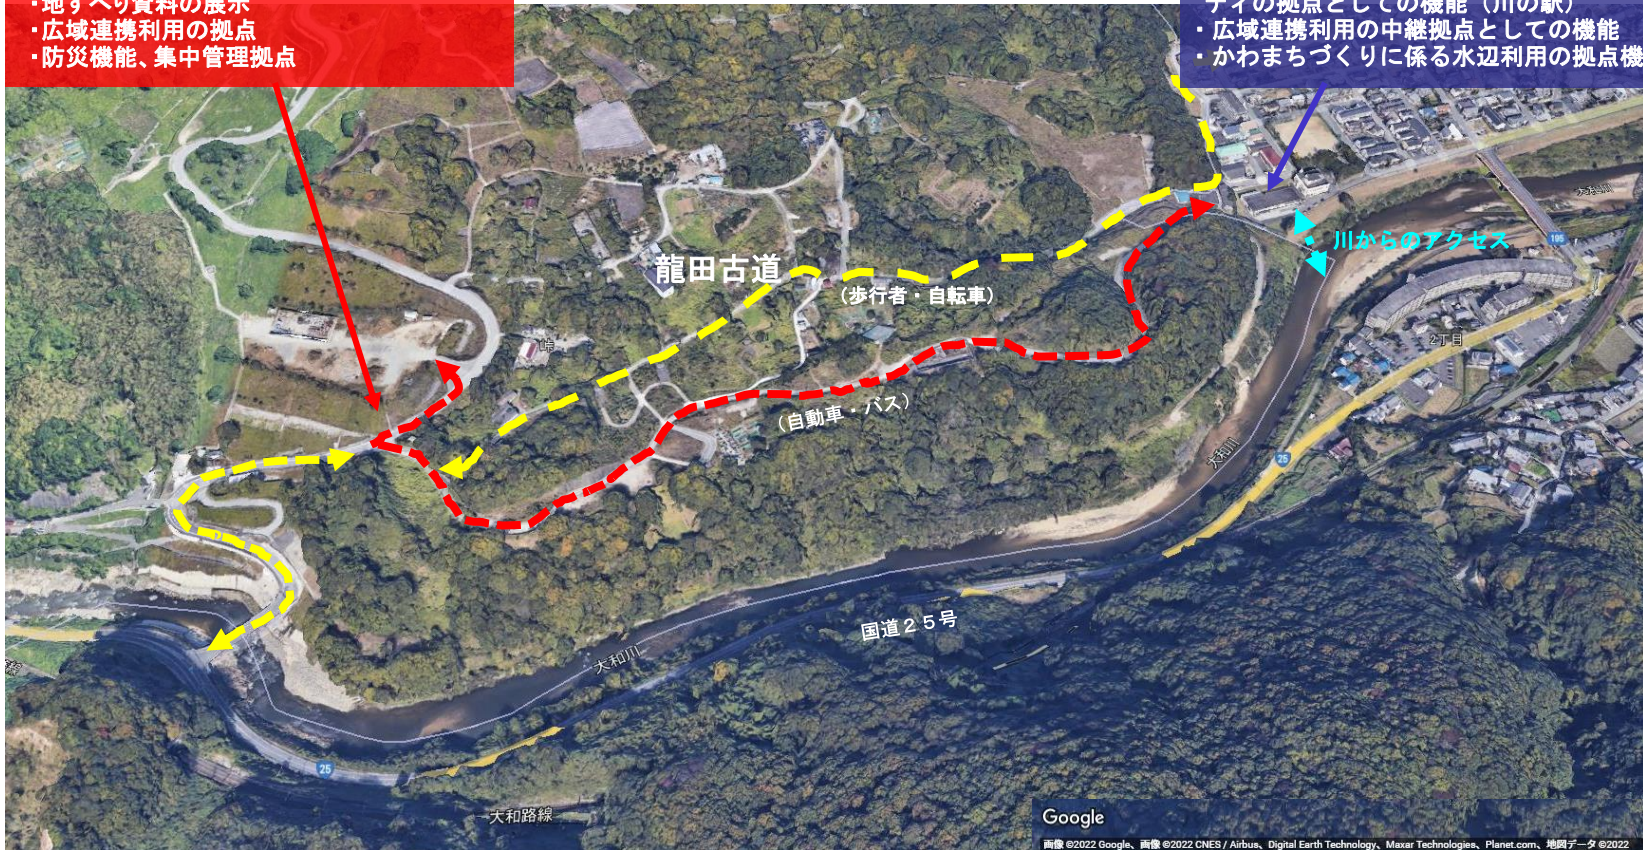 ・地すべり資料の展示
・広域連携利用の拠点
・防災機能、集中管理拠点
ティの拠点としての機能（川の駅）
・広域連携利用の中継拠点としての機能
・かわまちづくりに係る水辺利用の拠点機
大和川
195
川からのアクセス
龍田古道
（歩行者・自転車）
峠
2丁目
（自動車・バス）
大和川
25
国道２５号
大和川
25
大和路線
Google
画像 ©2022 Google、画像 ©2022 CNES / Airbus、Digital Earth Technology、Maxar Technologies、Planet.com、地図データ ©2022